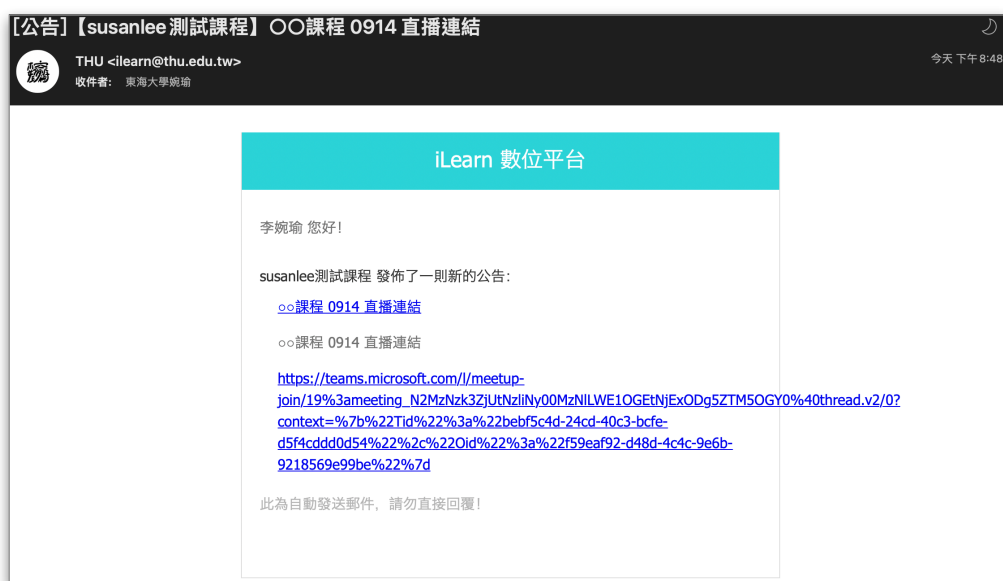 [公告]【susanlee測試課程】○○課程 0914 直播連結
THU <ilearn@thu.edu.tw>
今天 下午8:48
收件者: 東海大學婉瑜
iLearn 數位平台
李婉瑜 您好!
susanlee測試課程 發佈了一則新的公告:
○○課程 0914 直播連結
○○課程 0914 直播連結
https://teams.microsoft.com/l/meetup-
join/19%3ameeting_N2MzNzk3ZjUtNzliNy00MzNlLWE1OGEtNjExODg5ZTM5OGY0%40thread.v2/0?
context=%7b%22Tid%22%3a%22bebf5c4d-24cd-40c3-bcfe-
d5f4cddd0d54%22%2c%22Oid%22%3a%22f59eaf92-d48d-4c4c-9e6b-
9218569e99be%22%7d
此為自動發送郵件，請勿直接回覆!